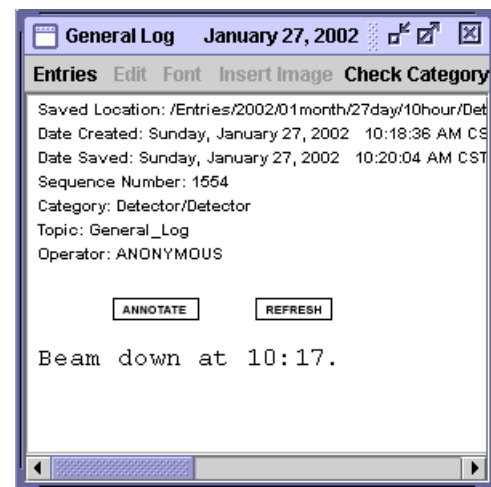 General Log January 27, 2002
Entries Edit Font Insert Image Check Category
Saved Location: /Entries/2002/01month/27day/10hour/Det
Date Created: Sunday, January 27, 2002 10:18:36 AM CS
Date Saved: Sunday, January 27, 2002 10:20:04 AM CST
Sequence Number: 1554
Category: Detector/Detector
Topic: General_Log
Operator: ANONYMOUS
ANNOTATE REFRESH
Beam down at 10:17.